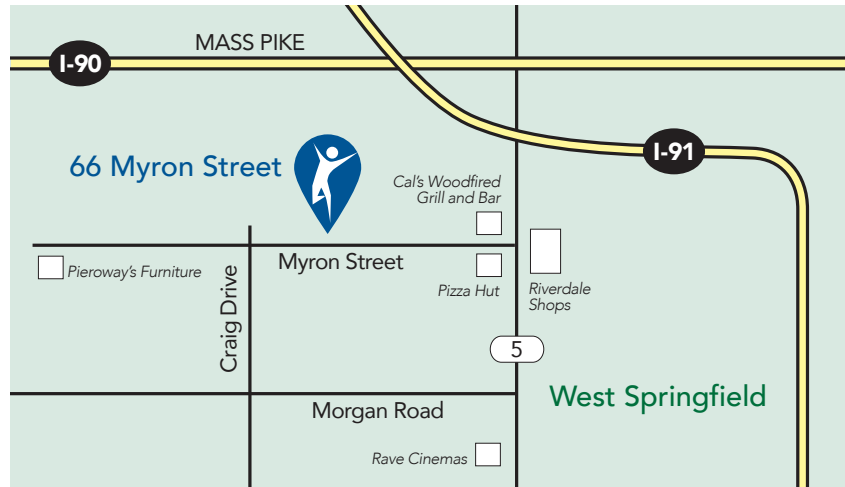 MASS PIKE
I-90
I-91
66 Myron Street
Cal's Woodfired
Grill and Bar
Myron Street
Pieroway's Furniture
Pizza Hut
Riverdale
Shops
Craig Drive
5
West Springfield
Morgan Road
Rave Cinemas